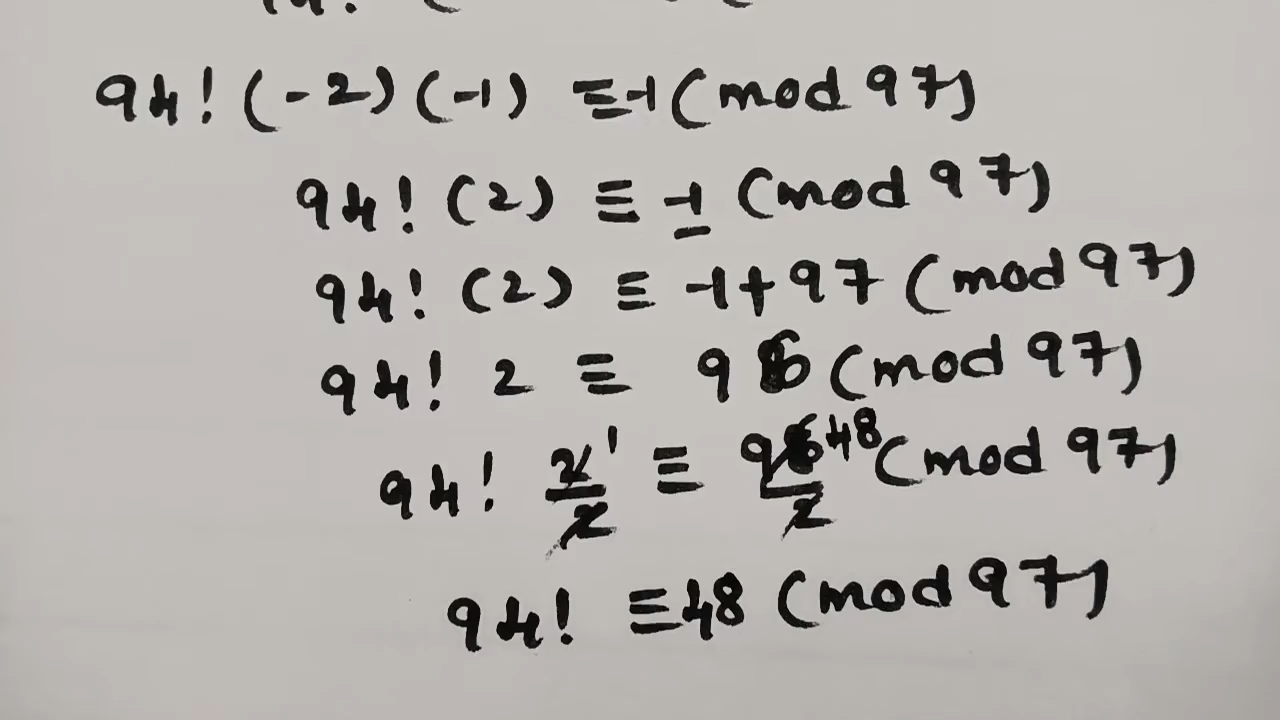 94! (-2) (-1) ≡ -1 (mod 97)
94! (2) ≡ -1 (mod 97)
94! (2) ≡ -1+97 (mod 97)
94! 2 ≡ 96 (mod 97)
94! 2/2 1 ≡ 96/2 48 (mod 97)
94! ≡ 48 (mod 97)